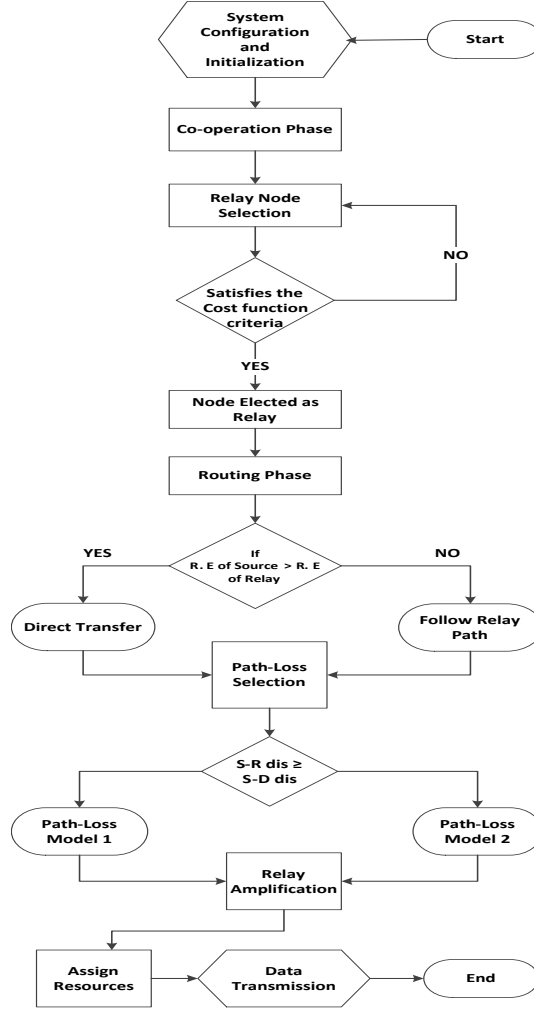 System
Configuration
and
Initialization
Start
Co-operation Phase
Relay Node
Selection
NO
Satisfies the
Cost function
criteria
YES
Node Elected as
Relay
Routing Phase
YES
If
R. E of Source > R. E
of Relay
NO
Direct Transfer
Follow Relay
Path
Path-Loss
Selection
S-R dis ≥
S-D dis
Path-Loss
Model 1
Path-Loss
Model 2
Relay
Amplification
Assign
Resources
Data
Transmission
End